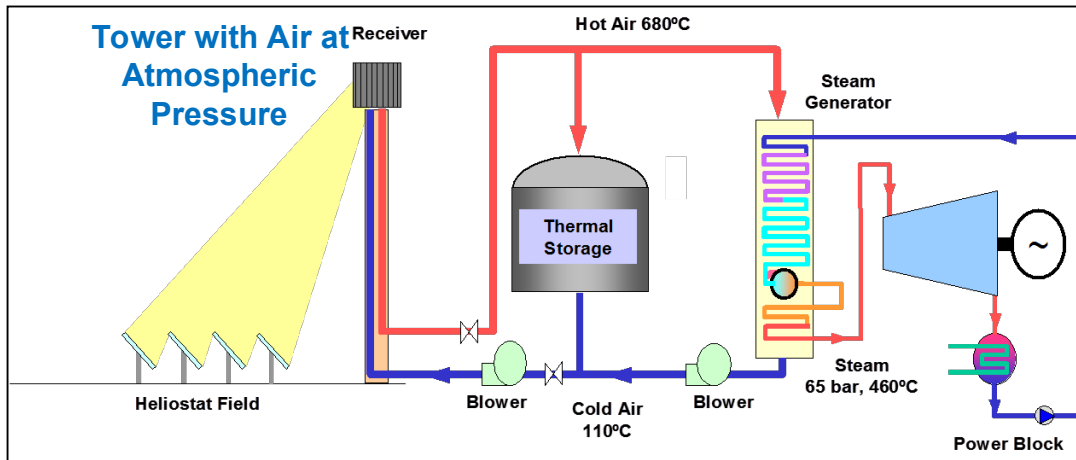 Tower with Air at
Atmospheric
Pressure
Receiver
Hot Air 680ºC
Steam
Generator
Thermal
Storage
~
Steam
65 bar, 460ºC
Heliostat Field
Blower
Cold Air
110ºC
Blower
Power Block